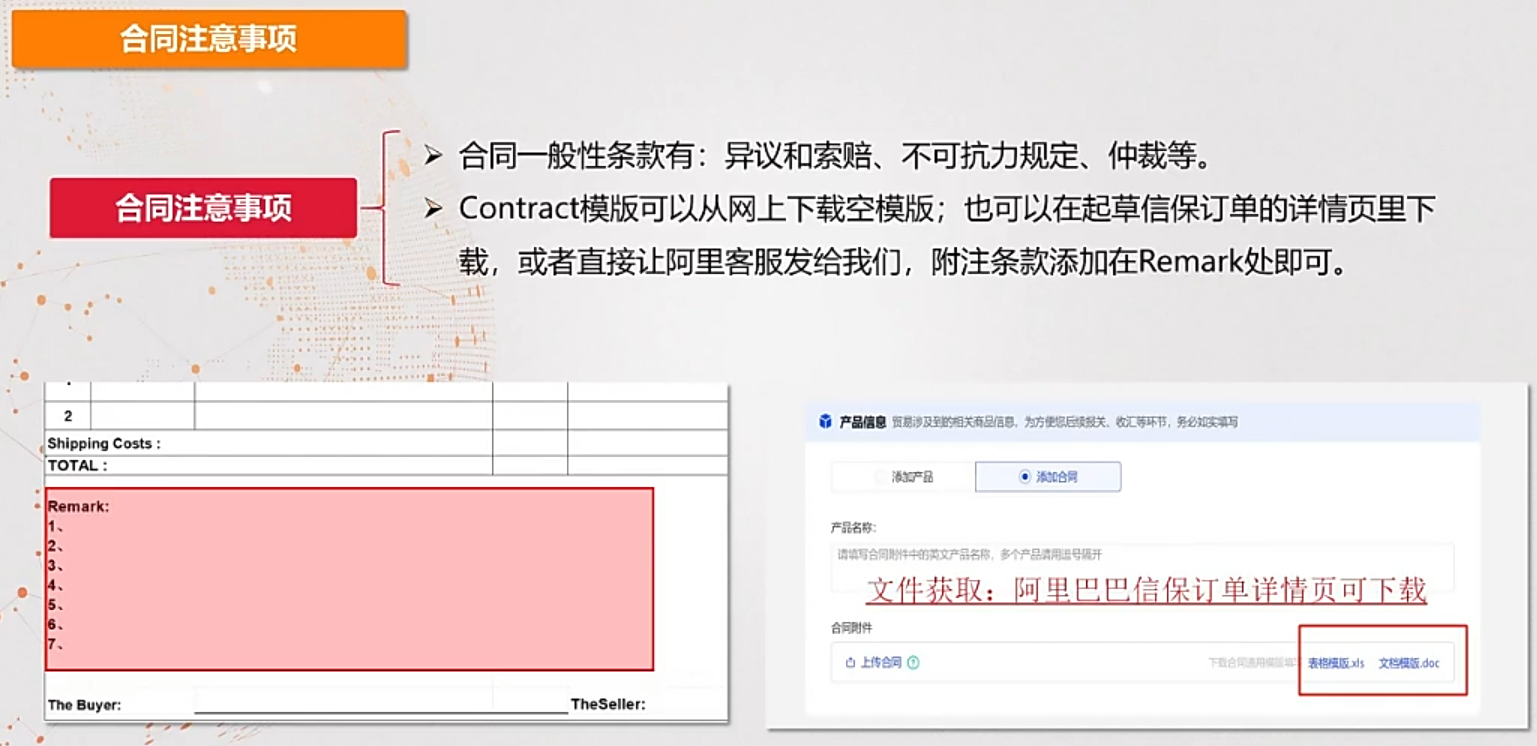 合同注意事项
合同注意事项
➢ 合同一般性条款有：异议和索赔、不可抗力规定、仲裁等。
➢ Contract模版可以从网上下载空模版；也可以在起草信保订单的详情页里下
载，或者直接让阿里客服发给我们，附注条款添加在Remark处即可。
2
Shipping Costs :
TOTAL :
Remark:
1、
2、
3、
4、
5、
6、
7、
The Buyer: TheSeller:
产品信息 贸易涉及到的相关商品信息，为方便您后续报关、收汇等环节，务必如实填写
添加产品 添加合同
产品名称：
请填写合同附件中的英文产品名称，多个产品请用逗号隔开
文件获取：阿里巴巴信保订单详情页可下载
合同附件
上传合同 下载合同通用模版填写 表格模版.xls 文档模版.doc